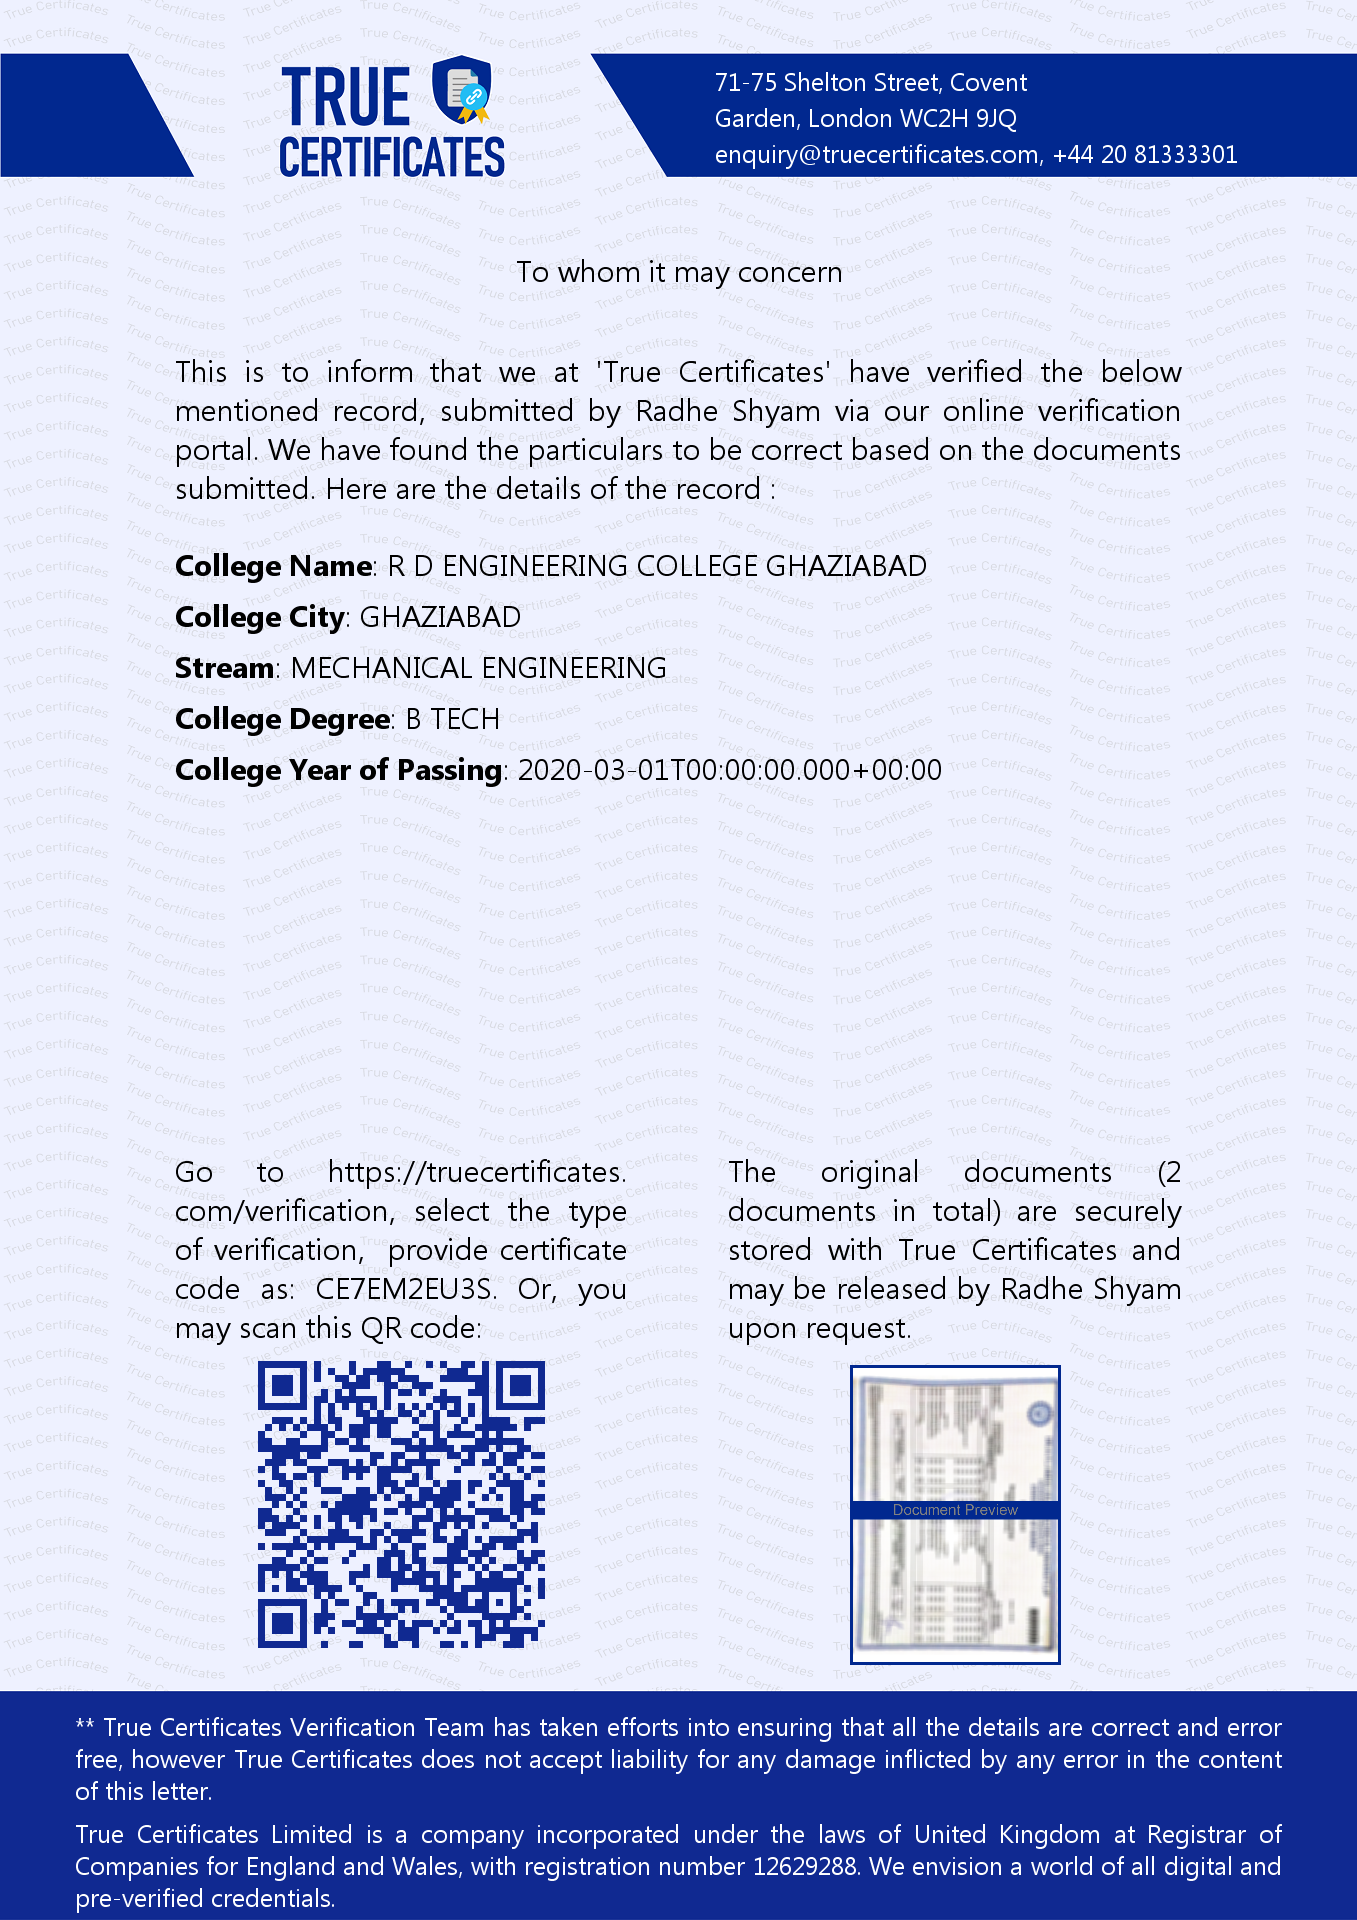 TRUE
CERTIFICATES
71-75 Shelton Street, Covent
Garden, London WC2H 9JQ
enquiry@truecertificates.com, +44 20 81333301
To whom it may concern
This is to inform that we at 'True Certificates' have verified the below
mentioned record, submitted by Radhe Shyam via our online verification
portal. We have found the particulars to be correct based on the documents
submitted. Here are the details of the record :
College Name: R D ENGINEERING COLLEGE GHAZIABAD
College City: GHAZIABAD
Stream: MECHANICAL ENGINEERING
College Degree: B TECH
College Year of Passing: 2020-03-01T00:00:00.000+00:00
Go to https://truecertificates.
com/verification, select the type
of verification, provide certificate
code as: CE7EM2EU3S. Or, you
may scan this QR code:
The original documents (2
documents in total) are securely
stored with True Certificates and
may be released by Radhe Shyam
upon request.
Document Preview
** True Certificates Verification Team has taken efforts into ensuring that all the details are correct and error
free, however True Certificates does not accept liability for any damage inflicted by any error in the content
of this letter.
True Certificates Limited is a company incorporated under the laws of United Kingdom at Registrar of
Companies for England and Wales, with registration number 12629288. We envision a world of all digital and
pre-verified credentials.